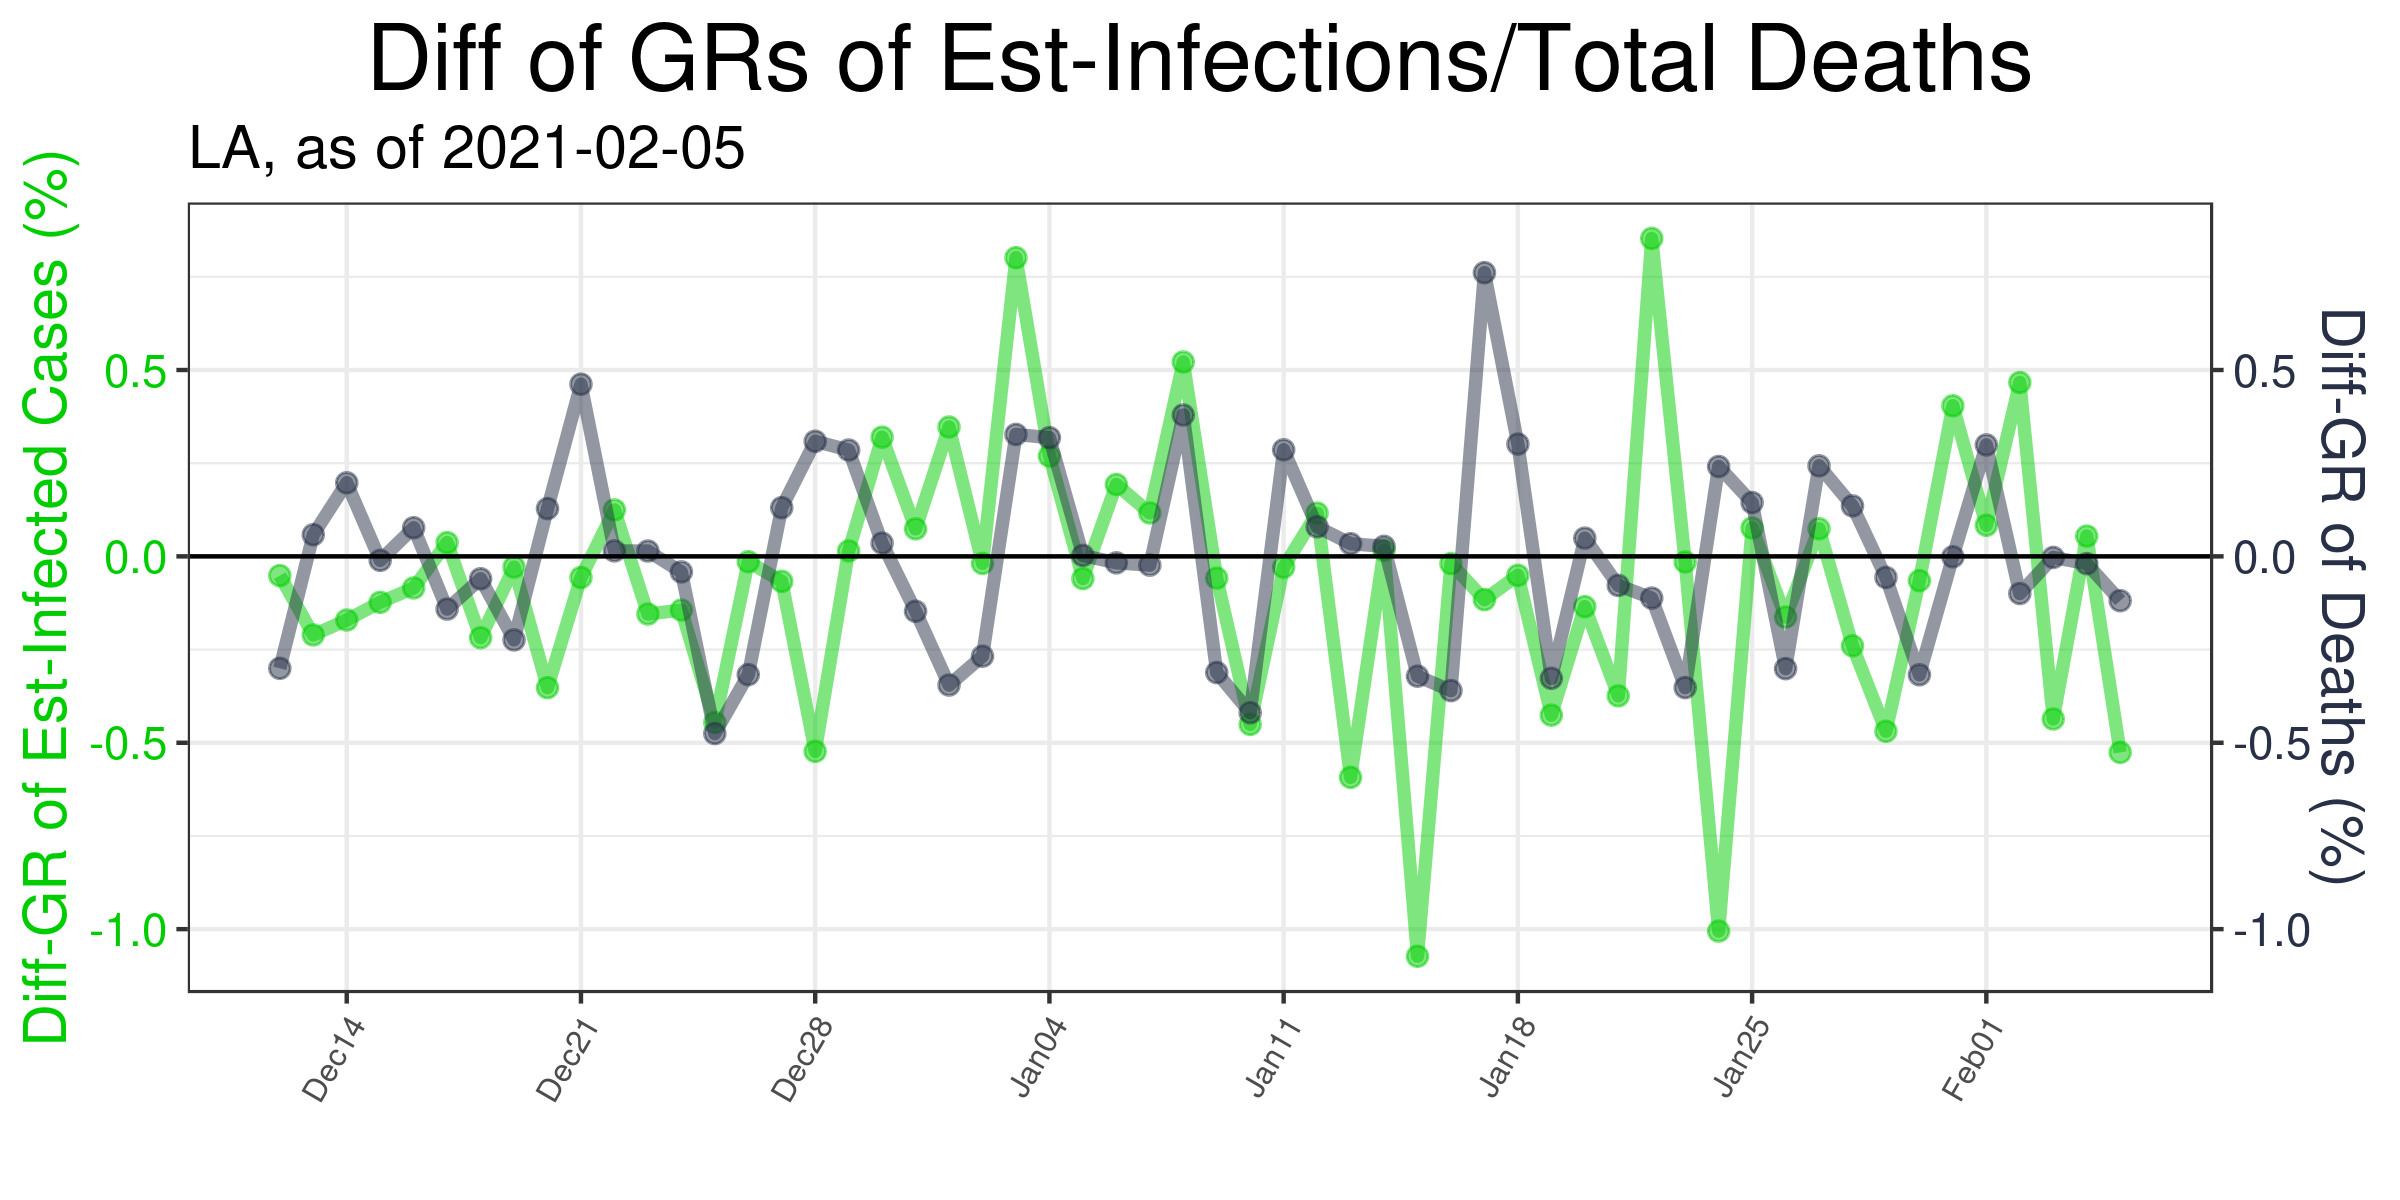 Diff of GRs of Est-Infections/Total Deaths
LA, as of 2021-02-05
Diff-GR of Est-Infected Cases (%)
0.5
0.0
-0.5
-1.0
0.5
0.0
-0.5
-1.0
Diff-GR of Deaths (%)
Dec14
Dec21
Dec28
Jan04
Jan11
Jan18
Jan25
Feb01